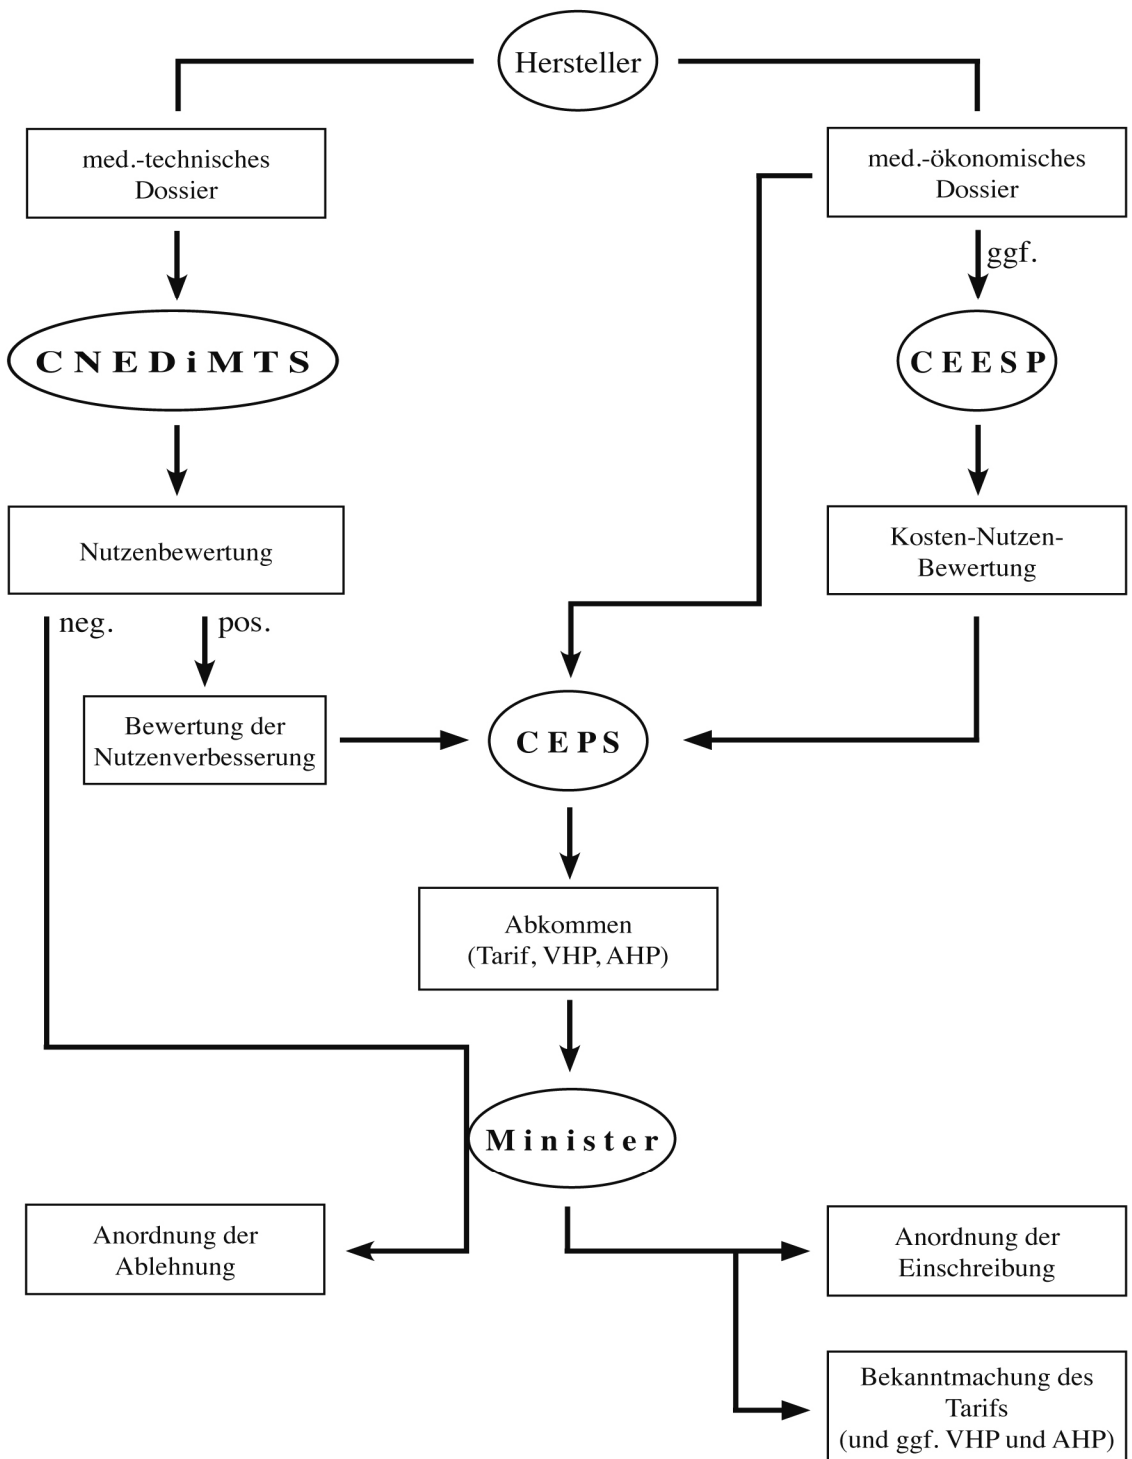 Hersteller
med.-technisches
Dossier
med.-ökonomisches
Dossier
ggf.
CNEDiMTS
CEESP
Nutzenbewertung
Kosten-Nutzen-
Bewertung
neg.
pos.
Bewertung der
Nutzenverbesserung
CEPS
Abkommen
(Tarif, VHP, AHP)
Minister
Anordnung der
Ablehnung
Anordnung der
Einschreibung
Bekanntmachung des
Tarifs
(und ggf. VHP und AHP)